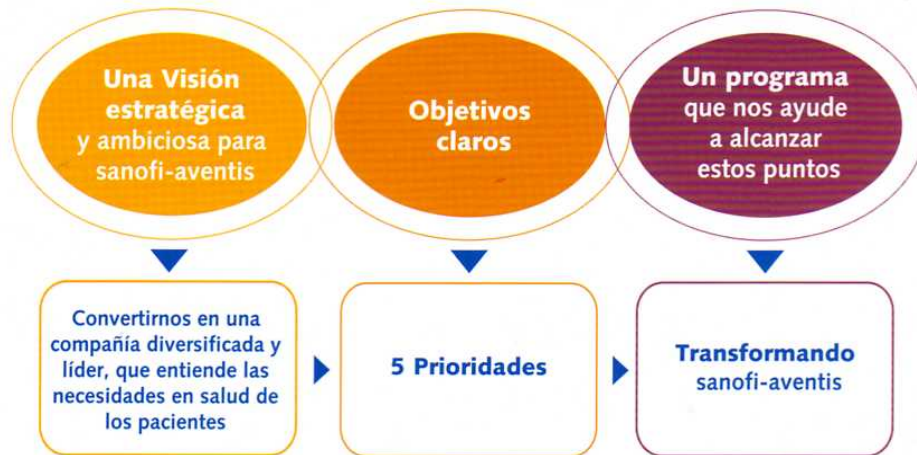 Una Visión
estratégica
y ambiciosa para
sanofi-aventis
Objetivos
claros
Un programa
que nos ayude
a alcanzar
estos puntos
Convertirnos en una
compañía diversificada y
líder, que entiende las
necesidades en salud de
los pacientes
5 Prioridades
Transformando
sanofi-aventis